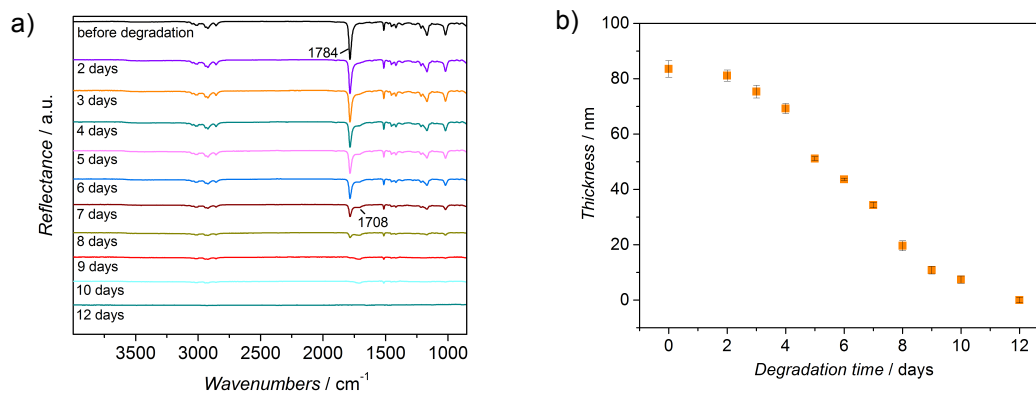 a)
before degradation
1784
2 days
3 days
4 days
5 days
6 days
7 days
1708
8 days
9 days
10 days
12 days
Reflectance / a.u.
3500 3000 2500 2000 1500 1000
Wavenumbers / cm⁻¹
b)
100
80
60
40
20
0
Thickness / nm
0 2 4 6 8 10 12
Degradation time / days